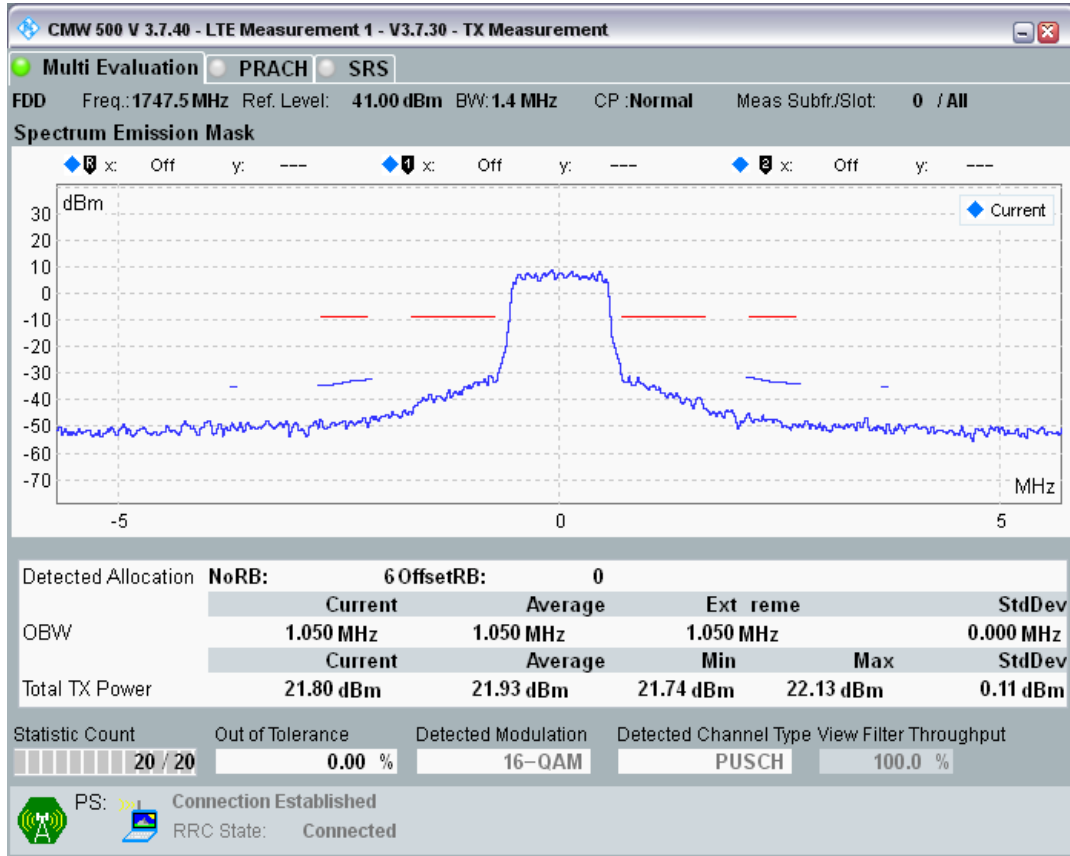 CMW 500 V 3.7.40 - LTE Measurement 1 - V3.7.30 - TX Measurement
Multi Evaluation PRACH SRS
FDD Freq.: 1747.5 MHz Ref. Level: 41.00 dBm BW: 1.4 MHz CP :Normal Meas Subfr./Slot: 0 / All
Spectrum Emission Mask
R x: Off y: --- 1 x: Off y: --- 2 x: Off y: ---
dBm
Current
30
20
10
0
-10
-20
-30
-40
-50
-60
-70
MHz
-5 0 5
Detected Allocation NoRB: 6 OffsetRB: 0
Current Average Ext reme StdDev
OBW 1.050 MHz 1.050 MHz 1.050 MHz 0.000 MHz
Current Average Min Max StdDev
Total TX Power 21.80 dBm 21.93 dBm 21.74 dBm 22.13 dBm 0.11 dBm
Statistic Count Out of Tolerance Detected Modulation Detected Channel Type View Filter Throughput
20 / 20 0.00 % 16-QAM PUSCH 100.0 %
PS: Connection Established
RRC State: Connected